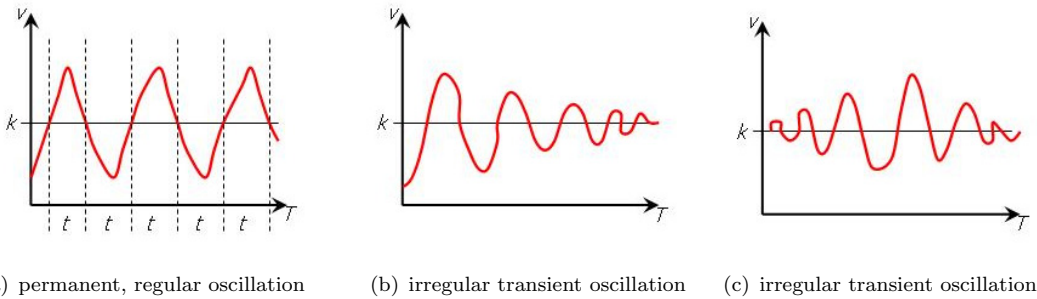 v
k
t t t t t
T
v
k
T
v
k
T
) permanent, regular oscillation
(b) irregular transient oscillation
(c) irregular transient oscillation